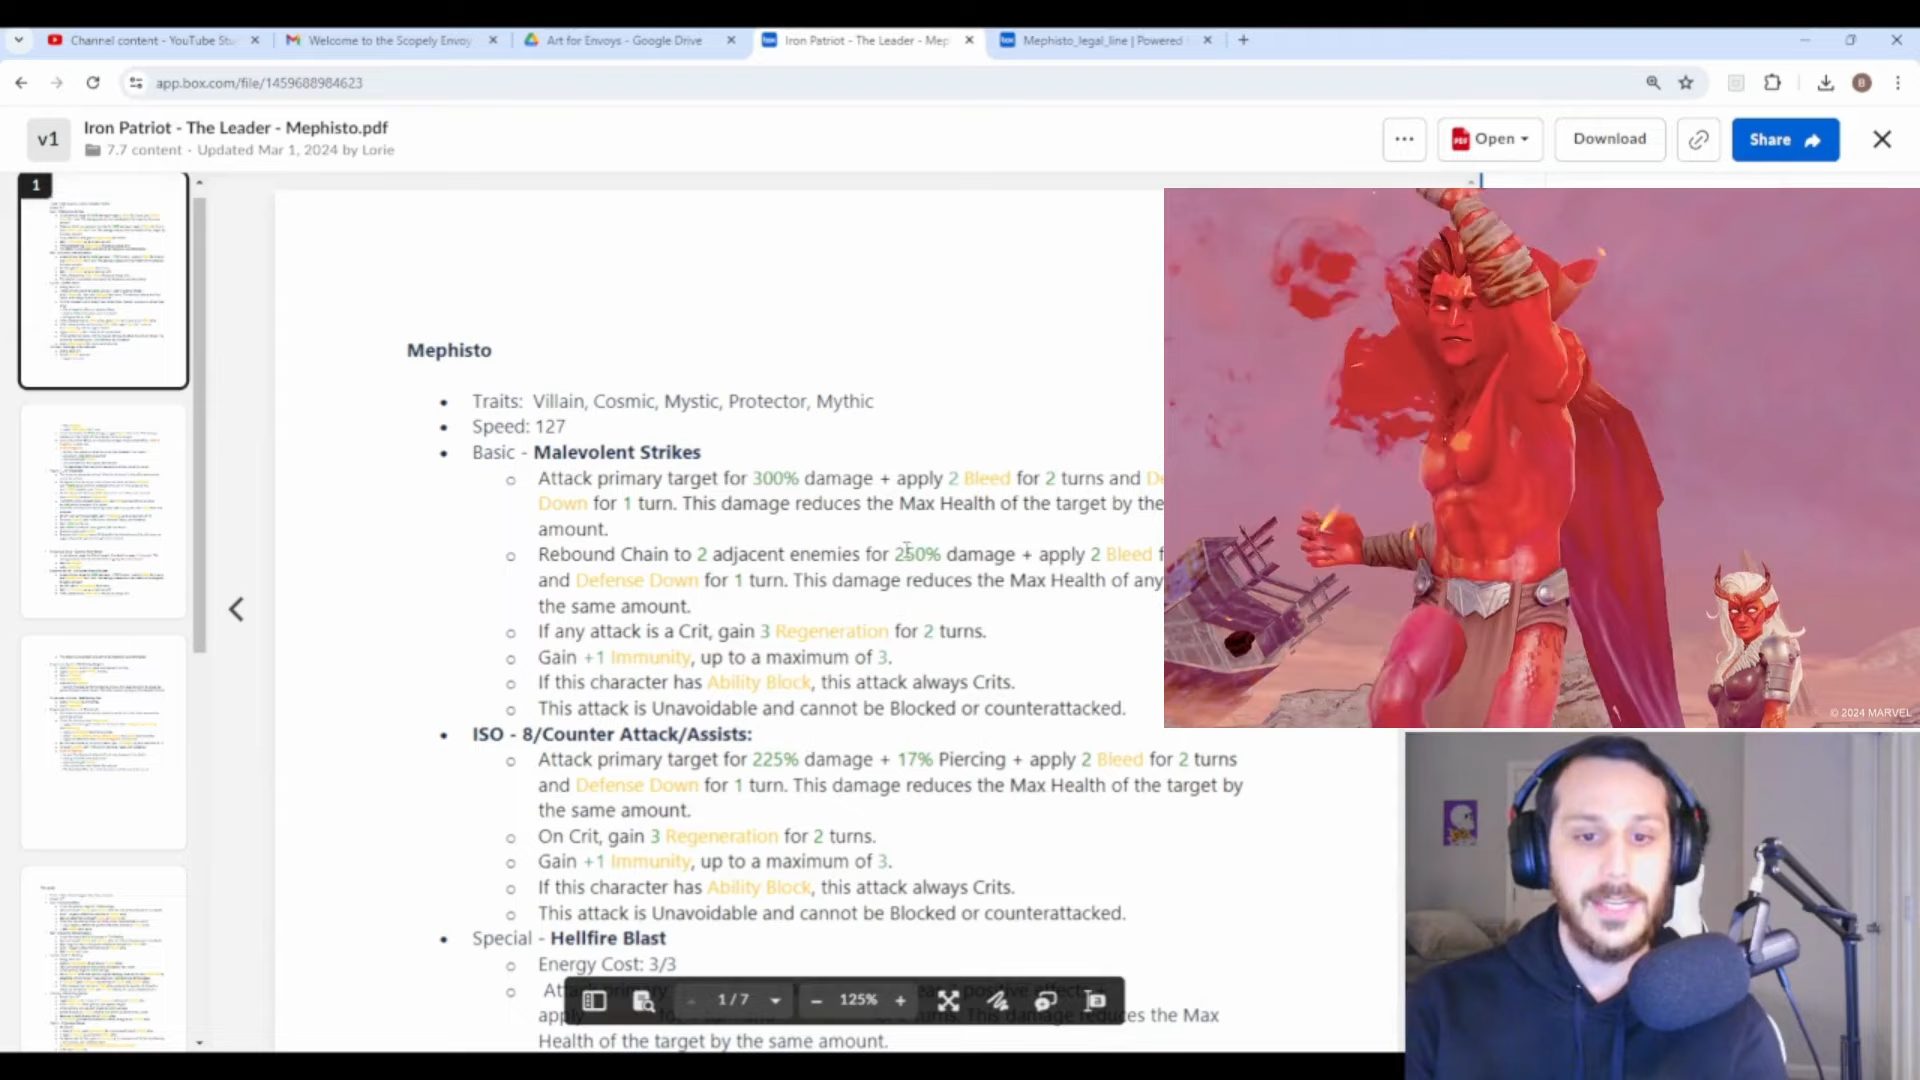 Channel content - YouTube Stu
Welcome to the Scopely Envoy
Art for Envoys - Google Drive
Iron Patriot - The Leader - Mep
Mephisto_legal_line | Powered
app.box.com/file/1459688984623
B
v1
Iron Patriot - The Leader - Mephisto.pdf
7.7 content · Updated Mar 1, 2024 by Lorie
Open
Download
Share
1
Mephisto
• Traits: Villain, Cosmic, Mystic, Protector, Mythic
• Speed: 127
• Basic - Malevolent Strikes
o Attack primary target for 300% damage + apply 2 Bleed for 2 turns and De
Down for 1 turn. This damage reduces the Max Health of the target by the
amount.
o Rebound Chain to 2 adjacent enemies for 250% damage + apply 2 Bleed f
and Defense Down for 1 turn. This damage reduces the Max Health of any
the same amount.
o If any attack is a Crit, gain 3 Regeneration for 2 turns.
o Gain +1 Immunity, up to a maximum of 3.
o If this character has Ability Block, this attack always Crits.
o This attack is Unavoidable and cannot be Blocked or counterattacked.
• ISO - 8/Counter Attack/Assists:
o Attack primary target for 225% damage + 17% Piercing + apply 2 Bleed for 2 turns
and Defense Down for 1 turn. This damage reduces the Max Health of the target by
the same amount.
o On Crit, gain 3 Regeneration for 2 turns.
o Gain +1 Immunity, up to a maximum of 3.
o If this character has Ability Block, this attack always Crits.
o This attack is Unavoidable and cannot be Blocked or counterattacked.
• Special - Hellfire Blast
o Energy Cost: 3/3
o Attack primary positive effects
apply This damage reduces the Max
Health of the target by the same amount.
1 / 7
125%
© 2024 MARVEL